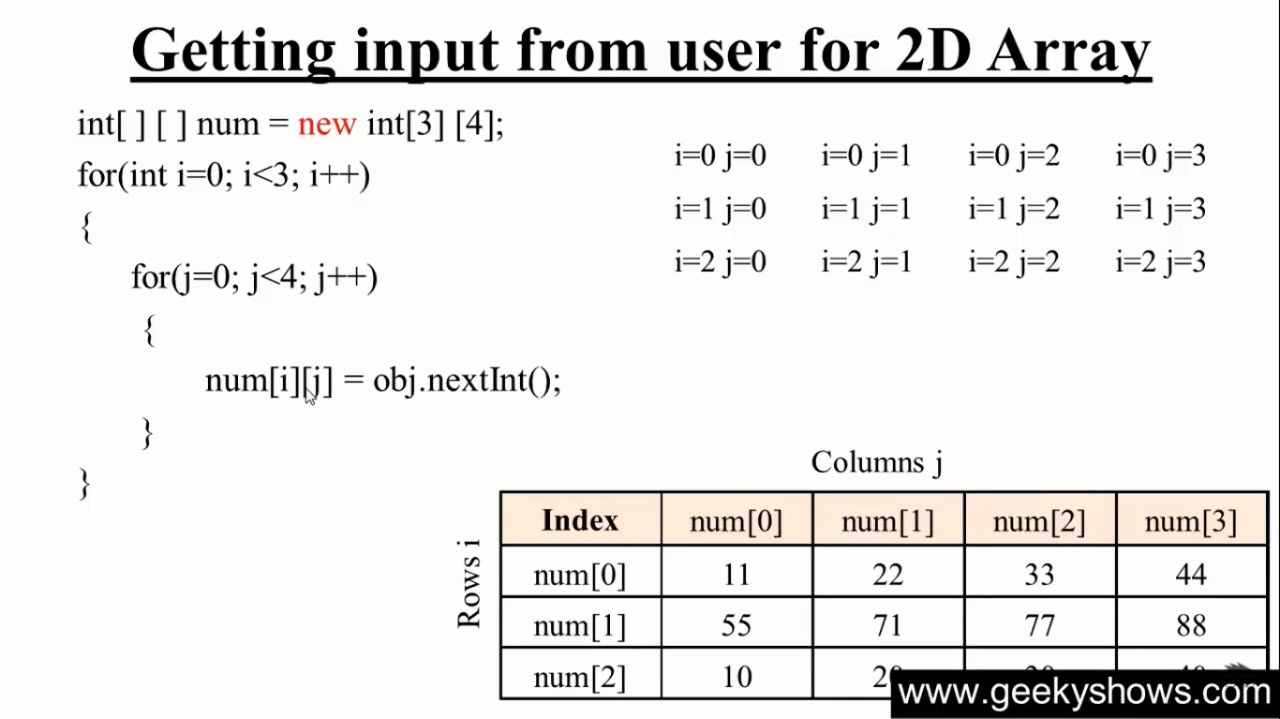 Getting input from user for 2D Array
int[ ] [ ] num = new int[3] [4];
for(int i=0; i<3; i++)
{
for(j=0; j<4; j++)
{
num[i][j] = obj.nextInt();
}
}
i=0 j=0 i=0 j=1 i=0 j=2 i=0 j=3
i=1 j=0 i=1 j=1 i=1 j=2 i=1 j=3
i=2 j=0 i=2 j=1 i=2 j=2 i=2 j=3
Columns j
Rows i
Index num[0] num[1] num[2] num[3]
num[0] 11 22 33 44
num[1] 55 71 77 88
num[2] 10
www.geekyshows.com